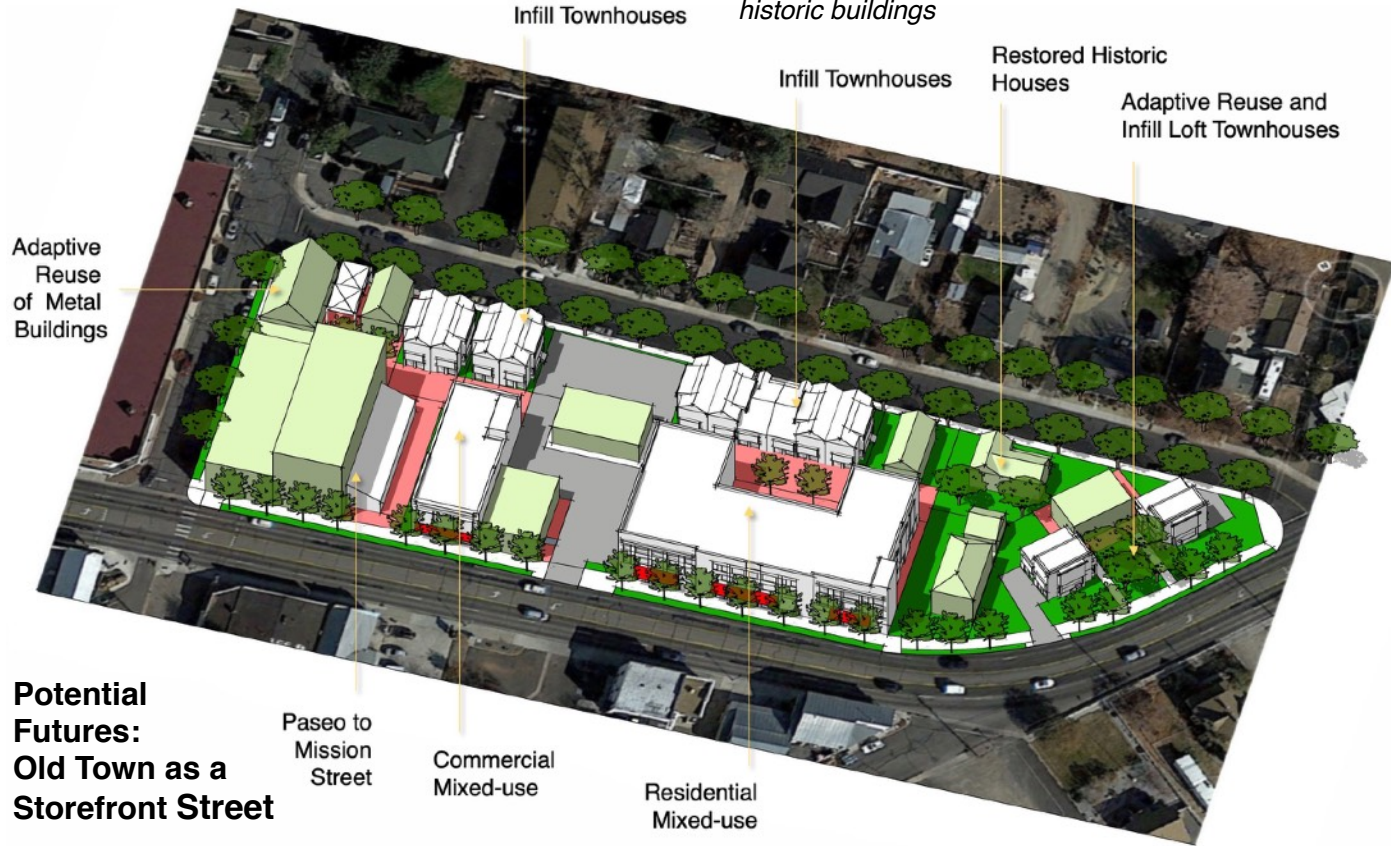 historic buildings
Infill Townhouses
Infill Townhouses
Restored Historic
Houses
Adaptive Reuse and
Infill Loft Townhouses
Adaptive
Reuse
of Metal
Buildings
Potential
Futures:
Old Town as a
Storefront Street
Paseo to
Mission
Street
Commercial
Mixed-use
Residential
Mixed-use